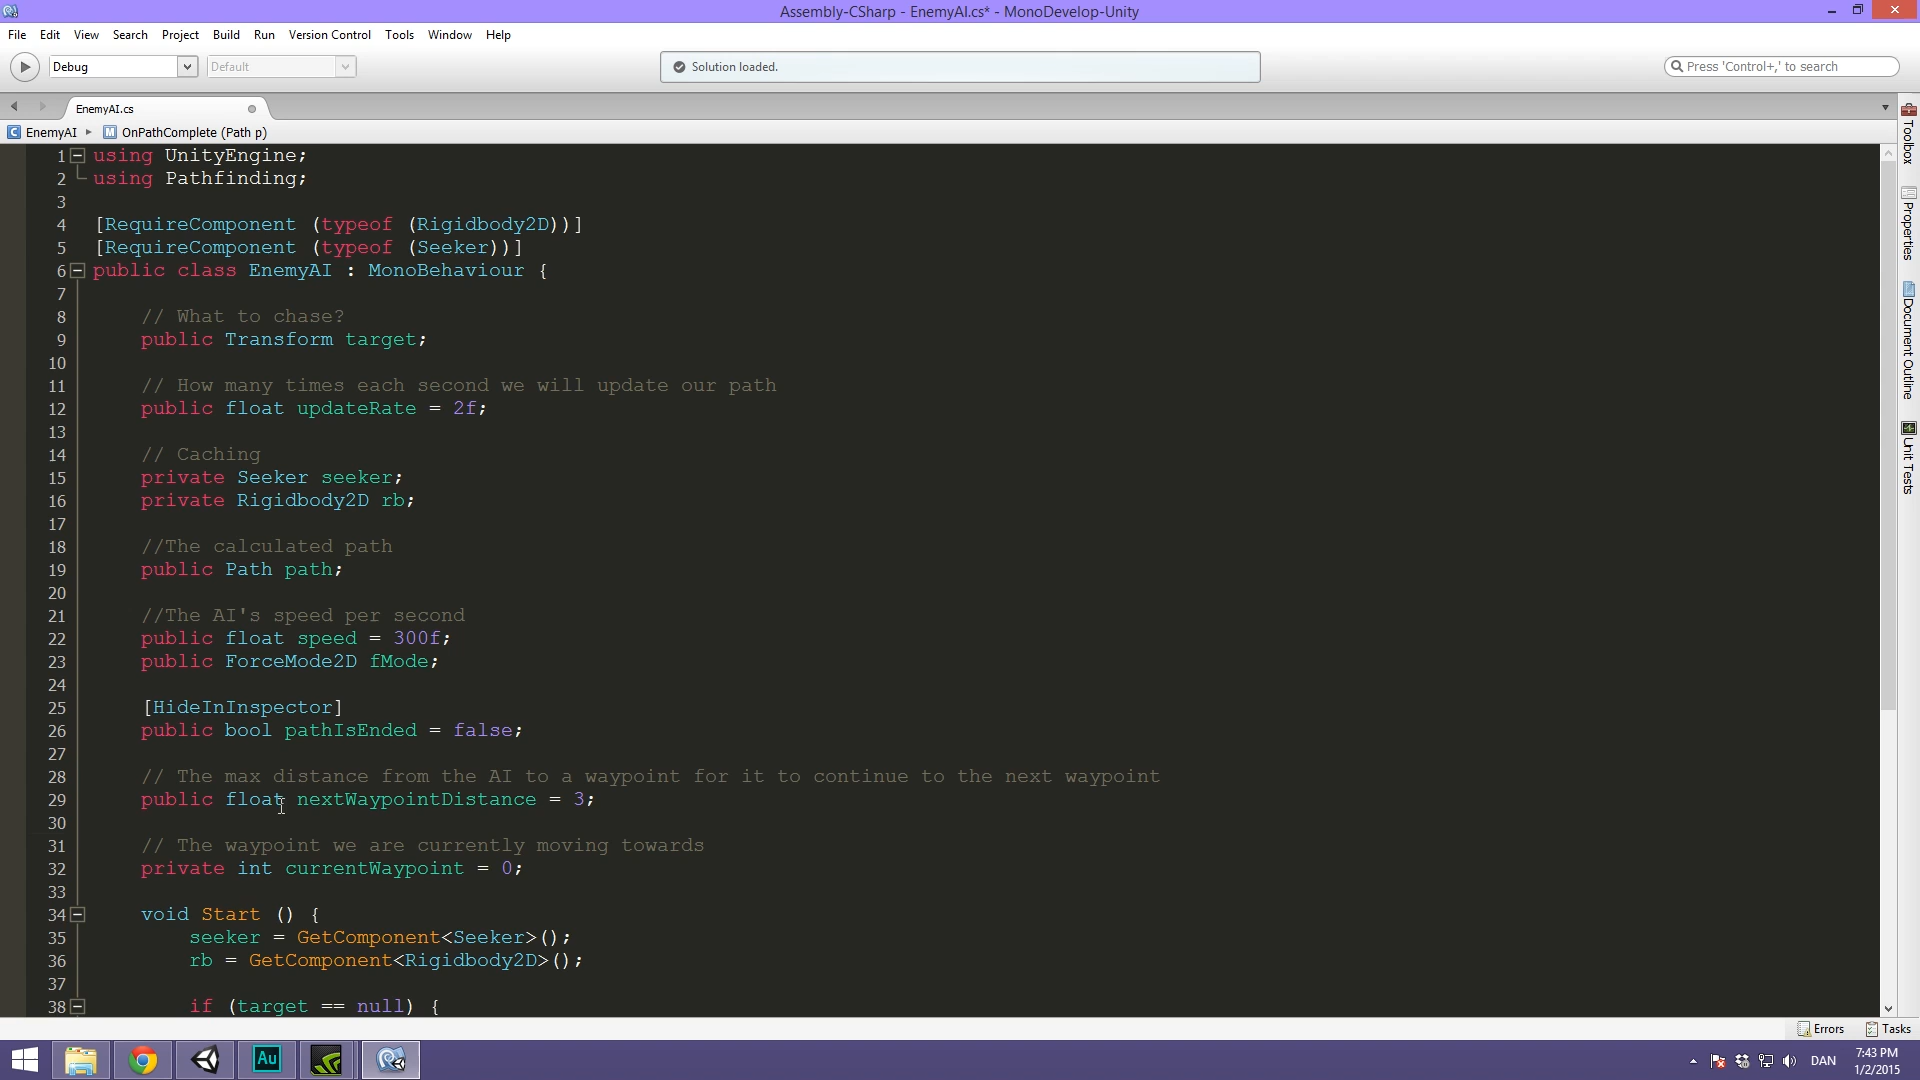 Assembly-CSharp - EnemyAI.cs* - MonoDevelop-Unity
File Edit View Search Project Build Run Version Control Tools Window Help
Debug Default Solution loaded. Press 'Control+,' to search
EnemyAI.cs
EnemyAI OnPathComplete (Path p)
1 using UnityEngine;
2 using Pathfinding;
3
4 [RequireComponent (typeof (Rigidbody2D))]
5 [RequireComponent (typeof (Seeker))]
6 public class EnemyAI : MonoBehaviour {
7
8 // What to chase?
9 public Transform target;
10
11 // How many times each second we will update our path
12 public float updateRate = 2f;
13
14 // Caching
15 private Seeker seeker;
16 private Rigidbody2D rb;
17
18 //The calculated path
19 public Path path;
20
21 //The AI's speed per second
22 public float speed = 300f;
23 public ForceMode2D fMode;
24
25 [HideInInspector]
26 public bool pathIsEnded = false;
27
28 // The max distance from the AI to a waypoint for it to continue to the next waypoint
29 public float nextWaypointDistance = 3;
30
31 // The waypoint we are currently moving towards
32 private int currentWaypoint = 0;
33
34 void Start () {
35 seeker = GetComponent<Seeker>();
36 rb = GetComponent<Rigidbody2D>();
37
38 if (target == null) {
Toolbox
Properties
Document Outline
Unit Tests
Errors Tasks
Au
DAN
7:43 PM
1/2/2015